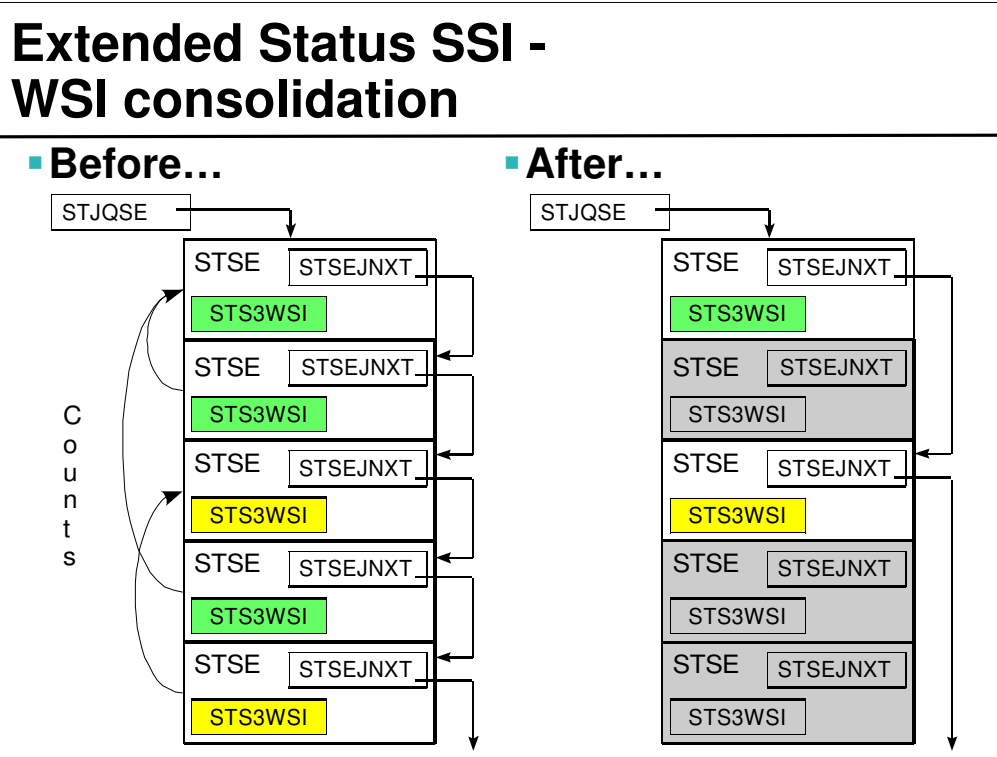 Extended Status SSI -
WSI consolidation
Before…
STJQSE
STSE STSEJNXT
STS3WSI
STSE STSEJNXT
STS3WSI
STSE STSEJNXT
STS3WSI
STSE STSEJNXT
STS3WSI
STSE STSEJNXT
STS3WSI
Counts
After…
STJQSE
STSE STSEJNXT
STS3WSI
STSE STSEJNXT
STS3WSI
STSE STSEJNXT
STS3WSI
STSE STSEJNXT
STS3WSI
STSE STSEJNXT
STS3WSI